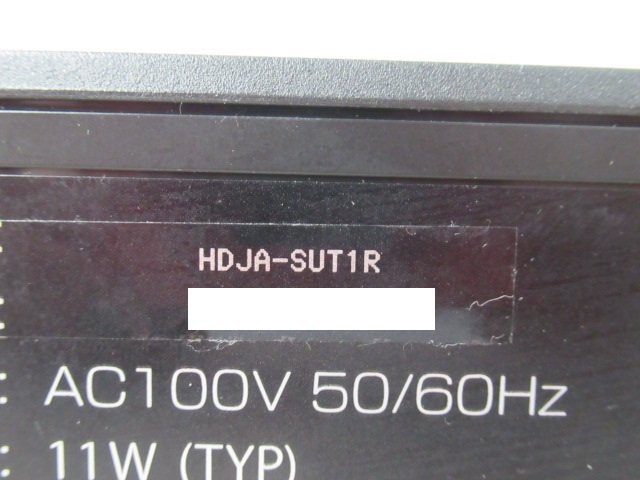 HDJA-SUT1R
: AC100V 50/60Hz
: 11W (TYP)